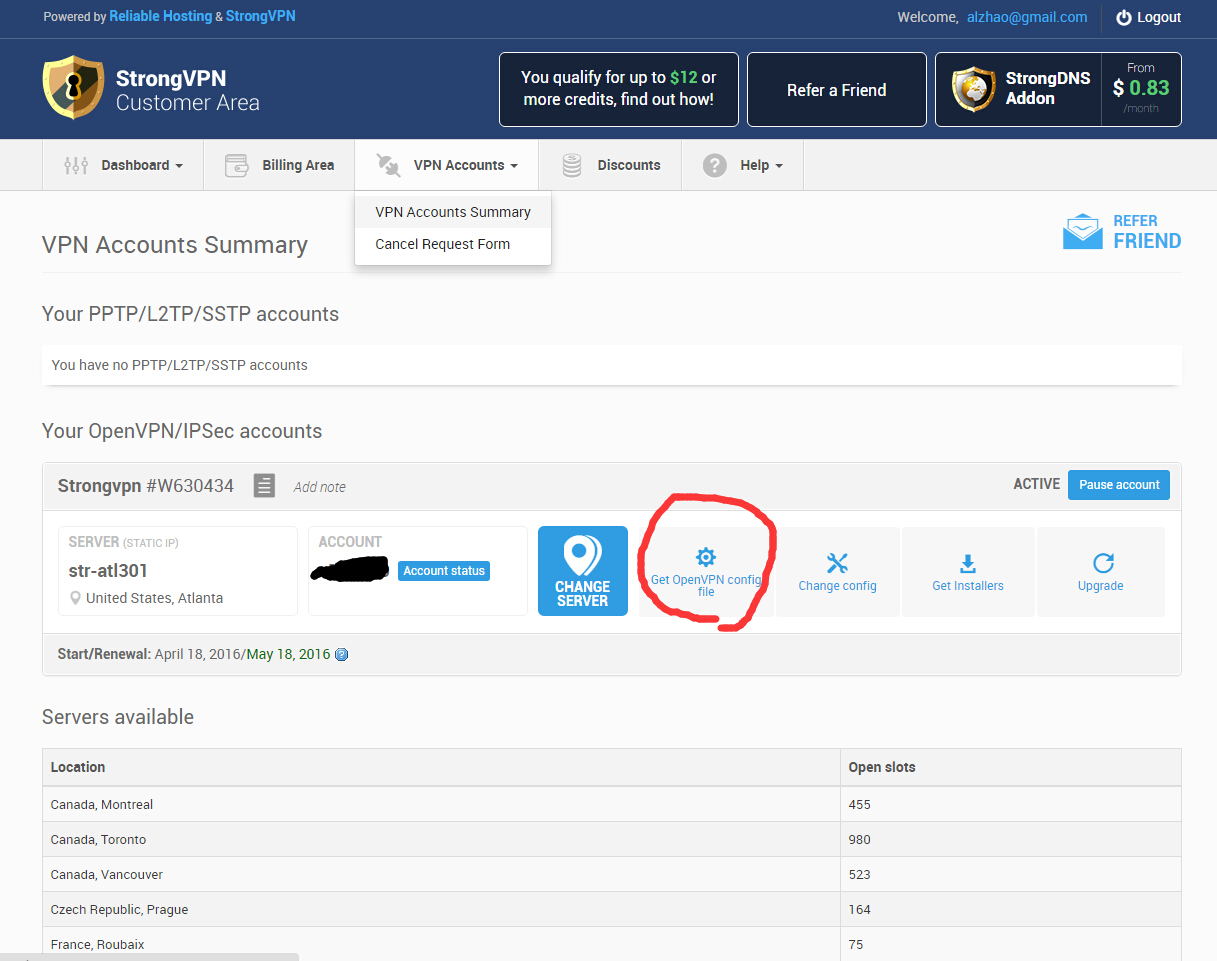 Powered by Reliable Hosting & StrongVPN
Welcome, alzhao@gmail.com
Logout
StrongVPN
Customer Area
You qualify for up to $12 or
more credits, find out how!
Refer a Friend
StrongDNS
Addon
From
$ 0.83
/month
Dashboard
Billing Area
VPN Accounts
Discounts
Help
VPN Accounts Summary
Cancel Request Form
VPN Accounts Summary
REFER
FRIEND
Your PPTP/L2TP/SSTP accounts
You have no PPTP/L2TP/SSTP accounts
Your OpenVPN/IPSec accounts
Strongvpn #W630434
Add note
ACTIVE
Pause account
SERVER (STATIC IP)
str-atl301
United States, Atlanta
ACCOUNT
Account status
CHANGE
SERVER
Get OpenVPN config
file
Change config
Get Installers
Upgrade
Start/Renewal: April 18, 2016/May 18, 2016
Servers available
Location Open slots
Canada, Montreal 455
Canada, Toronto 980
Canada, Vancouver 523
Czech Republic, Prague 164
France, Roubaix 75